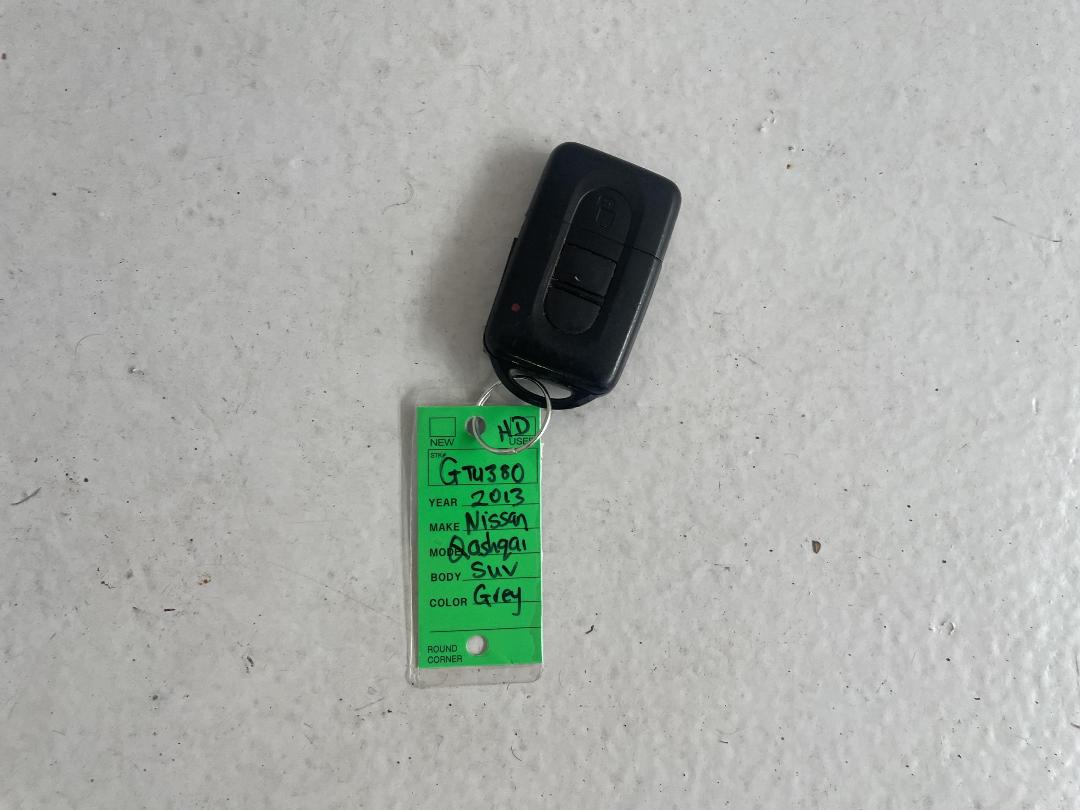 HD
NEW USED
STK#
GTU380
YEAR 2013
MAKE Nissan
MODEL Qashqai
BODY SUV
COLOR Grey
ROUND
CORNER